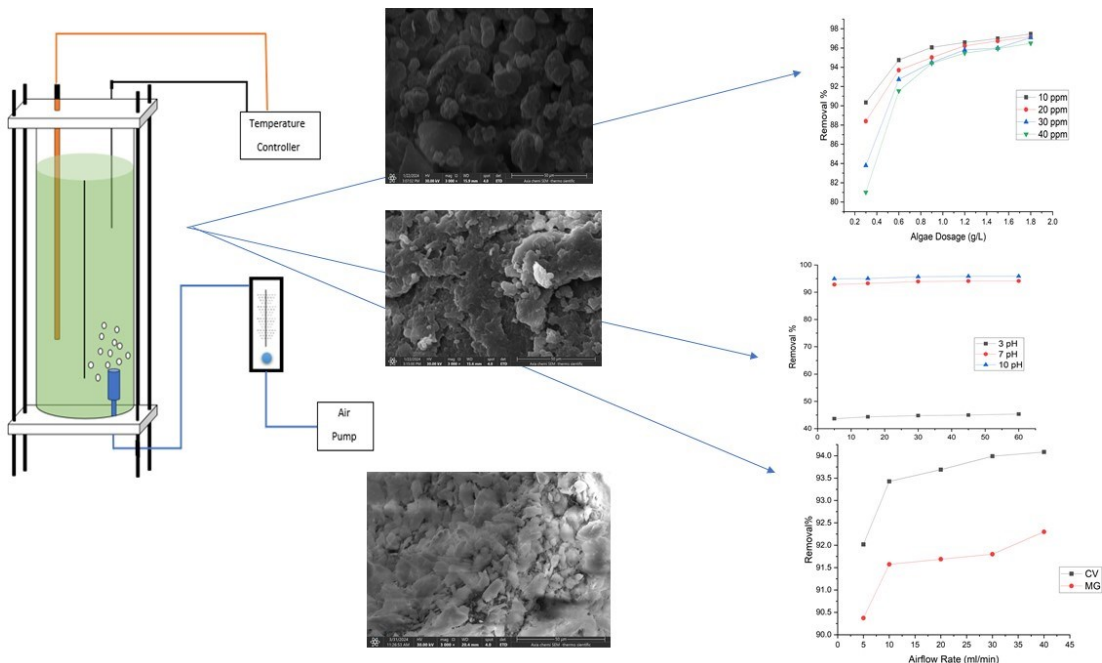 Temperature
Controller
Air
Pump
98
96
94
92
90
88
86
84
82
80
Removal %
10 ppm
20 ppm
30 ppm
40 ppm
0.2 0.4 0.6 0.8 1.0 1.2 1.4 1.6 1.8 2.0
Algae Dosage (g/L)
100
90
80
70
60
50
40
Removal %
3 pH
7 pH
10 pH
0 10 20 30 40 50 60
94.0
93.5
93.0
92.5
92.0
91.5
91.0
90.5
90.0
Removal%
CV
MG
0 5 10 15 20 25 30 35 40 45
Airflow Rate (ml/min)